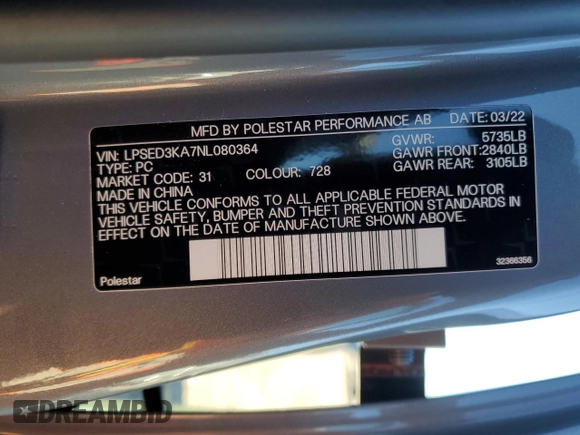 MFD BY POLESTAR PERFORMANCE AB DATE: 03/22
VIN: LPSED3KA7NL080364 GVWR: 5735LB
TYPE: PC GAWR FRONT:2840LB
MARKET CODE: 31 COLOUR: 728 GAWR REAR: 3105LB
MADE IN CHINA
THIS VEHICLE CONFORMS TO ALL APPLICABLE FEDERAL MOTOR
VEHICLE SAFETY, BUMPER AND THEFT PREVENTION STANDARDS IN
EFFECT ON THE DATE OF MANUFACTURE SHOWN ABOVE.
Polestar 32366356
DREAMBID